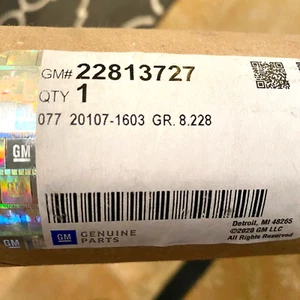 GM# 22813727
QTY 1
077 20107-1603 GR. 8.228
GM
GM
GENUINE
PARTS
Detroit, MI 48265
©2020 GM LLC
All Rights Reserved